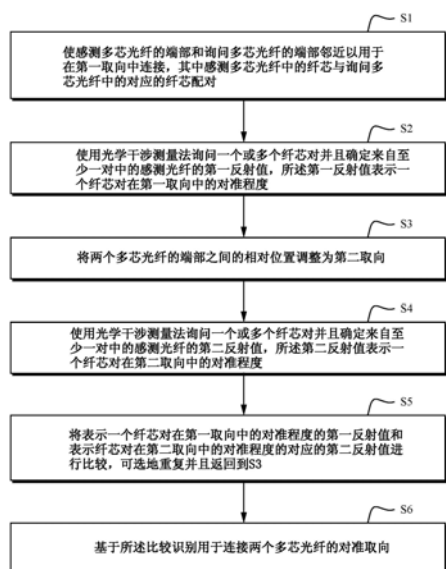 S1
使感测多芯光纤的端部和询问多芯光纤的端部邻近以用于
在第一取向中连接，其中感测多芯光纤中的纤芯与询问多
芯光纤中的对应的纤芯配对
S2
使用光学干涉测量法询问一个或多个纤芯对并且确定来自至
少一对中的感测光纤的第一反射值，所述第一反射值表示一
个纤芯对在第一取向中的对准程度
S3
将两个多芯光纤的端部之间的相对位置调整为第二取向
S4
使用光学干涉测量法询问一个或多个纤芯对并且确定来自至
少一对中的感测光纤的第二反射值，所述第二反射值表示一
个纤芯对在第二取向中的对准程度
S5
将表示一个纤芯对在第一取向中的对准程度的第一反射值和
表示纤芯对在第二取向中的对准程度的对应的第二反射值进
行比较，可选地重复并且返回到S3
S6
基于所述比较识别用于连接两个多芯光纤的对准取向